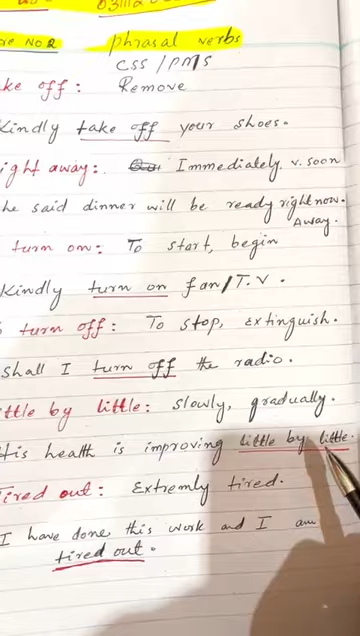 No 2 phrasal verbs
CSS/PMS
ke off: Remove
Kindly take off your shoes.
ight away: Immediately. v. soon
he said dinner will be ready right now.
Away.
turn on: To start, begin
Kindly turn on fan/T.V.
turn off: To stop, extinguish.
shall I turn off the radio.
ttle by little: slowly, gradually.
His health is improving little by little.
Tired out: Extremly tired.
I have done this work and I am
tired out.